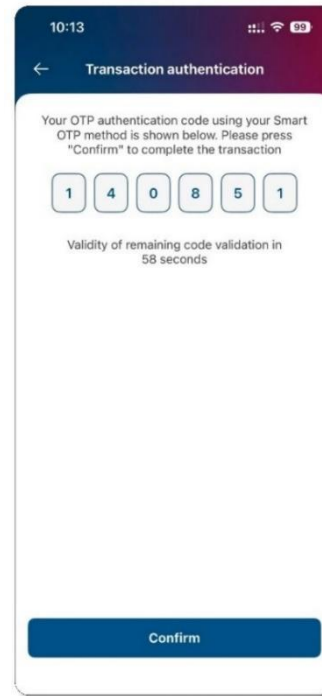 10:13
99
Transaction authentication
Your OTP authentication code using your Smart
OTP method is shown below. Please press
"Confirm" to complete the transaction
1 4 0 8 5 1
Validity of remaining code validation in
58 seconds
Confirm